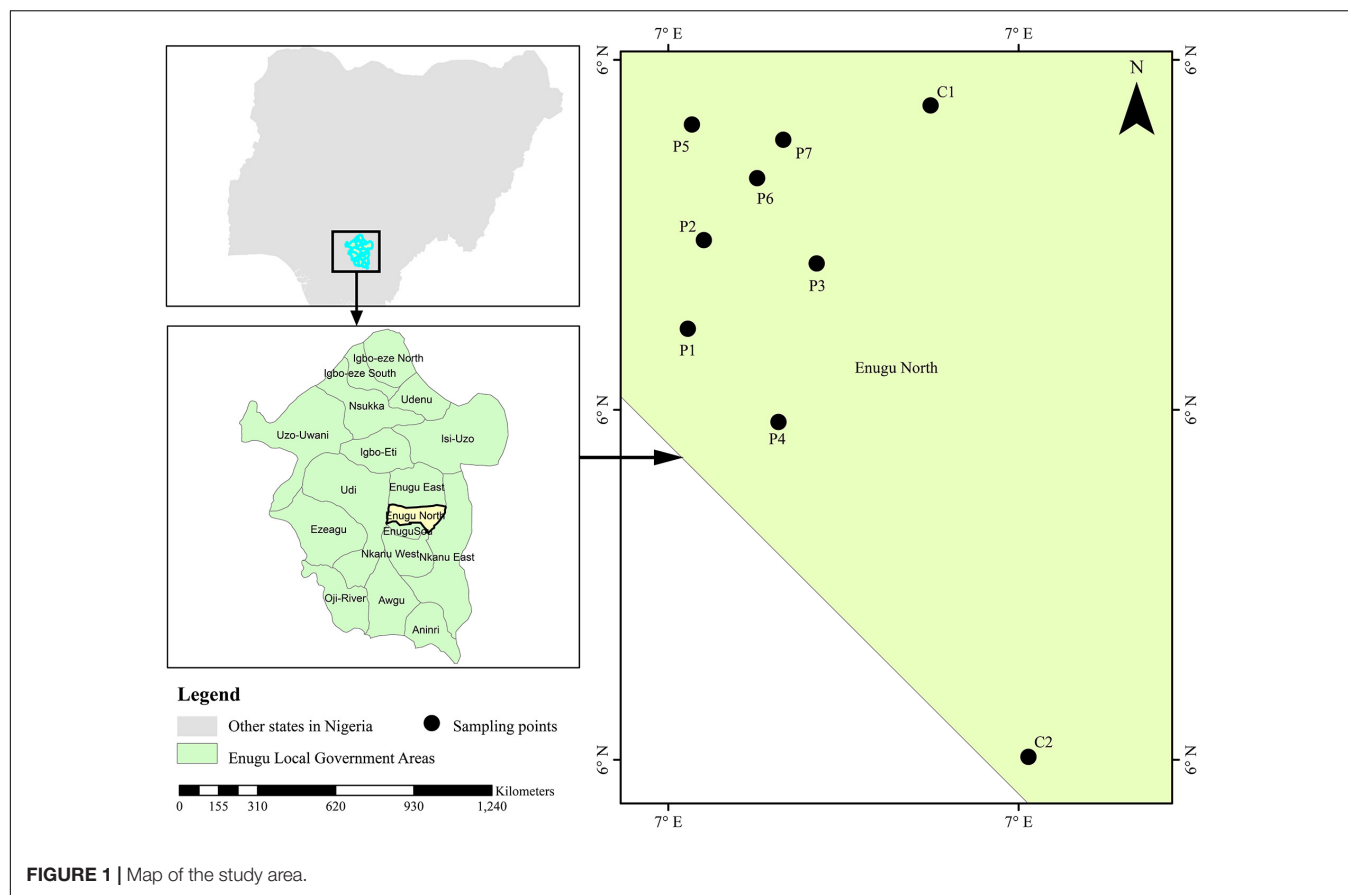 7° E
7° E
6° N
6° N
N
C1
P5
P7
P6
P2
P3
P1
Enugu North
6° N
6° N
P4
C2
6° N
6° N
7° E
7° E
Igbo-eze North
Igbo-eze South
Udenu
Nsukka
Uzo-Uwani
Isi-Uzo
Igbo-Eti
Enugu East
Udi
Enugu North
Ezeagu
EnuguSou
Nkanu West
Nkanu East
Oji-River
Awgu
Aninri
Legend
Other states in Nigeria
Sampling points
Enugu Local Government Areas
Kilometers
0 155 310 620 930 1,240
FIGURE 1 | Map of the study area.